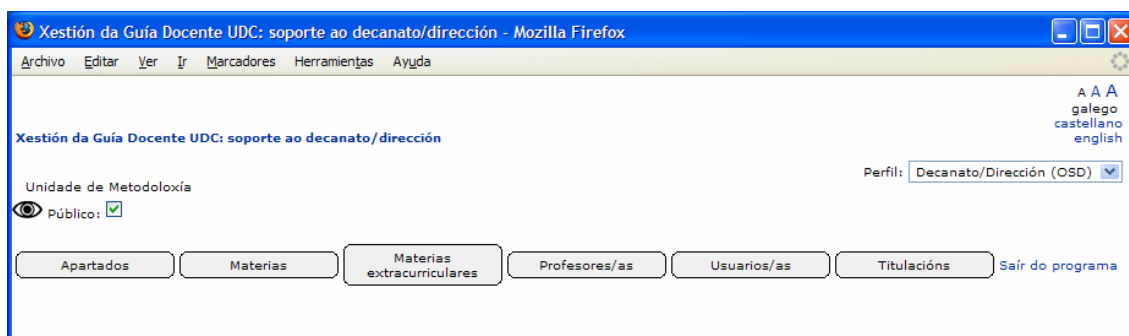 Xestión da Guía Docente UDC: soporte ao decanato/dirección - Mozilla Firefox
Archivo Editar Ver Ir Marcadores Herramientas Ayuda
A A A
galego
castellano
english
Xestión da Guía Docente UDC: soporte ao decanato/dirección
Perfil: Decanato/Dirección (OSD)
Unidade de Metodoloxía
Público:
Apartados
Materias
Materias
extracurriculares
Profesores/as
Usuarios/as
Titulacións
Saír do programa